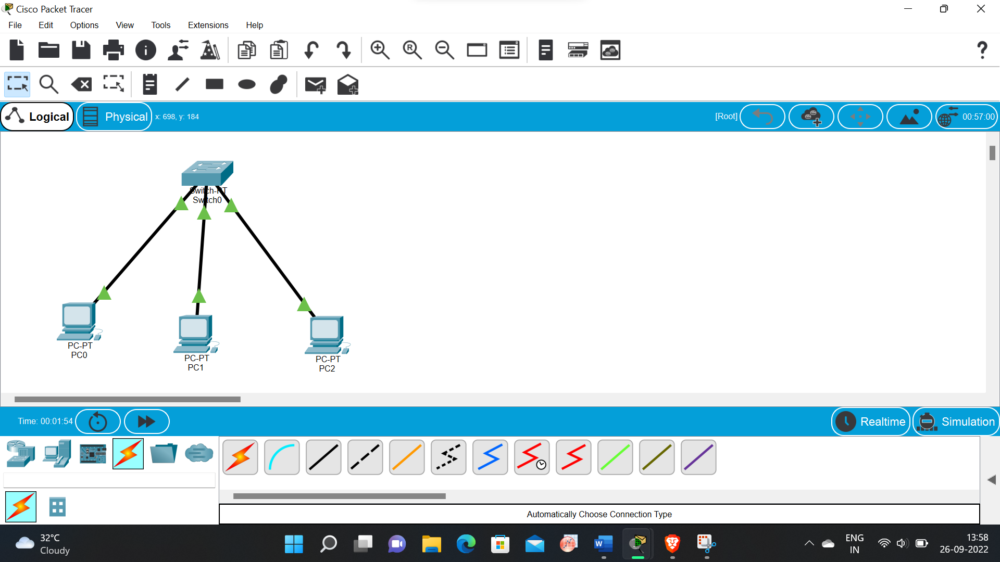 Cisco Packet Tracer
File Edit Options View Tools Extensions Help
Logical Physical x: 698, y: 184 [Root] 00:57:00
Switch-PT
Switch0
PC-PT
PC0
PC-PT
PC1
PC-PT
PC2
Time: 00:01:54 Realtime Simulation
Automatically Choose Connection Type
32°C
Cloudy
ENG
IN
13:58
26-09-2022